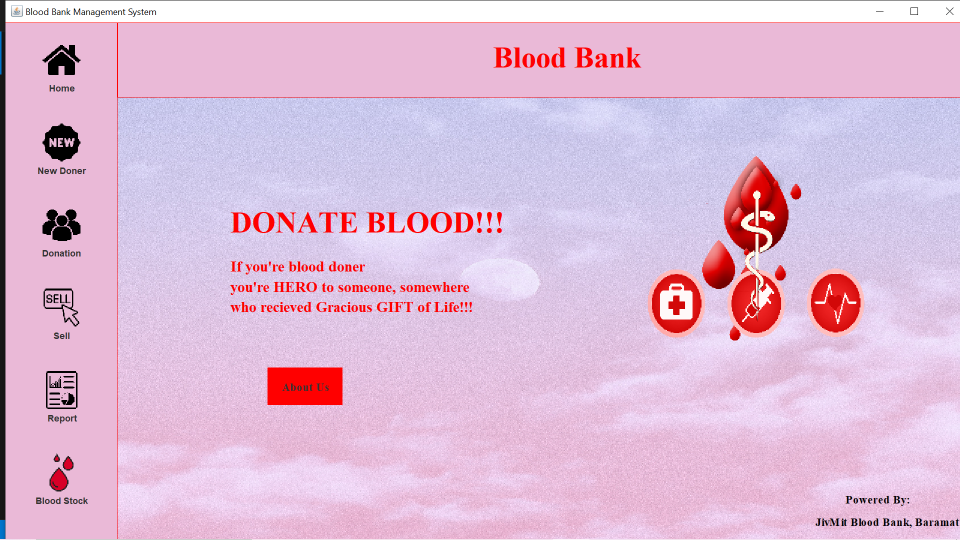 Blood Bank Management System
Home
NEW
New Doner
Donation
SELL
Sell
Report
Blood Stock
Blood Bank
DONATE BLOOD!!!
If you're blood doner
you're HERO to someone, somewhere
who recieved Gracious GIFT of Life!!!
About Us
Powered By:
JivMit Blood Bank, Baramat